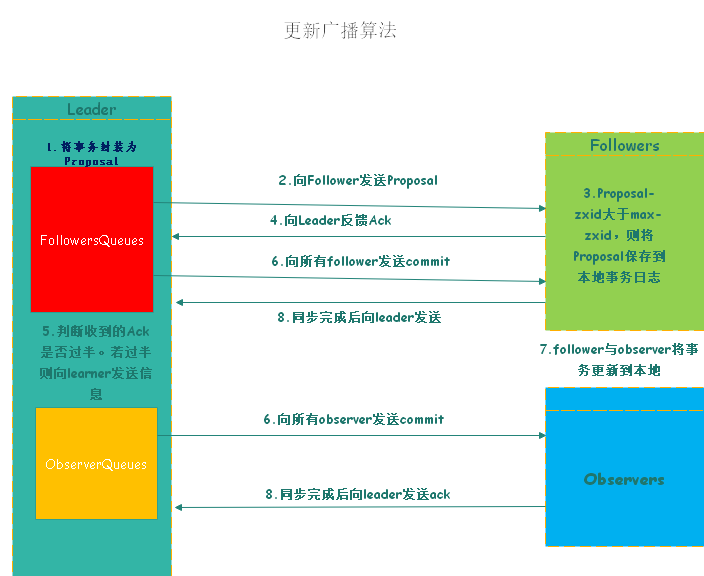 更新广播算法
Leader
1.将事务封装为
Proposal
FollowersQueues
5.判断收到的Ack
是否过半。若过半
则向learner发送信
息
ObserverQueues
2.向Follower发送Proposal
4.向Leader反馈Ack
6.向所有follower发送commit
8.同步完成后向leader发送
6.向所有observer发送commit
8.同步完成后向leader发送ack
Followers
3.Proposal-
zxid大于max-
zxid，则将
Proposal保存到
本地事务日志
7.follower与observer将事
务更新到本地
Observers